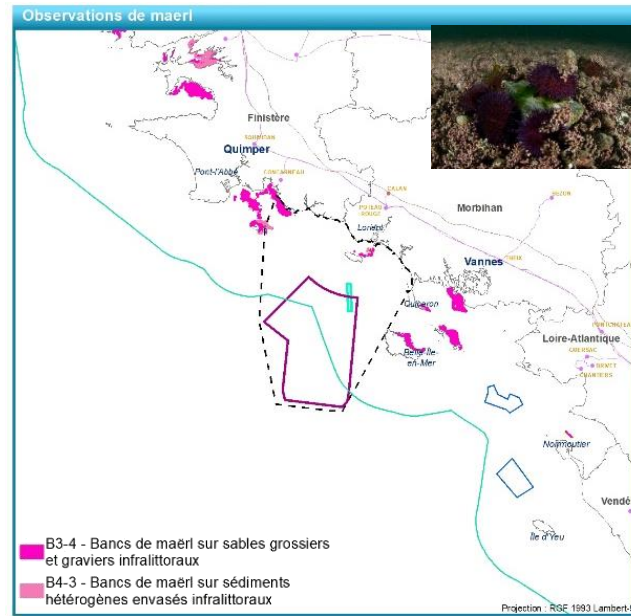 Observations de maerl
Finistère
Quimper
Pont-l'Abbé
CONCARNEAU
Morbihan
Lorient
Vannes
Quiberon
Belle-Ile-
en-Mer
Loire-Atlantique
Noirmoutier
Vendé
Ile d'Yeu
B3-4 - Bancs de maërl sur sables grossiers
et graviers infralittoraux
B4-3 - Bancs de maërl sur sédiments
hétérogènes envasés infralittoraux
Projection : RGF 1993 Lambert-